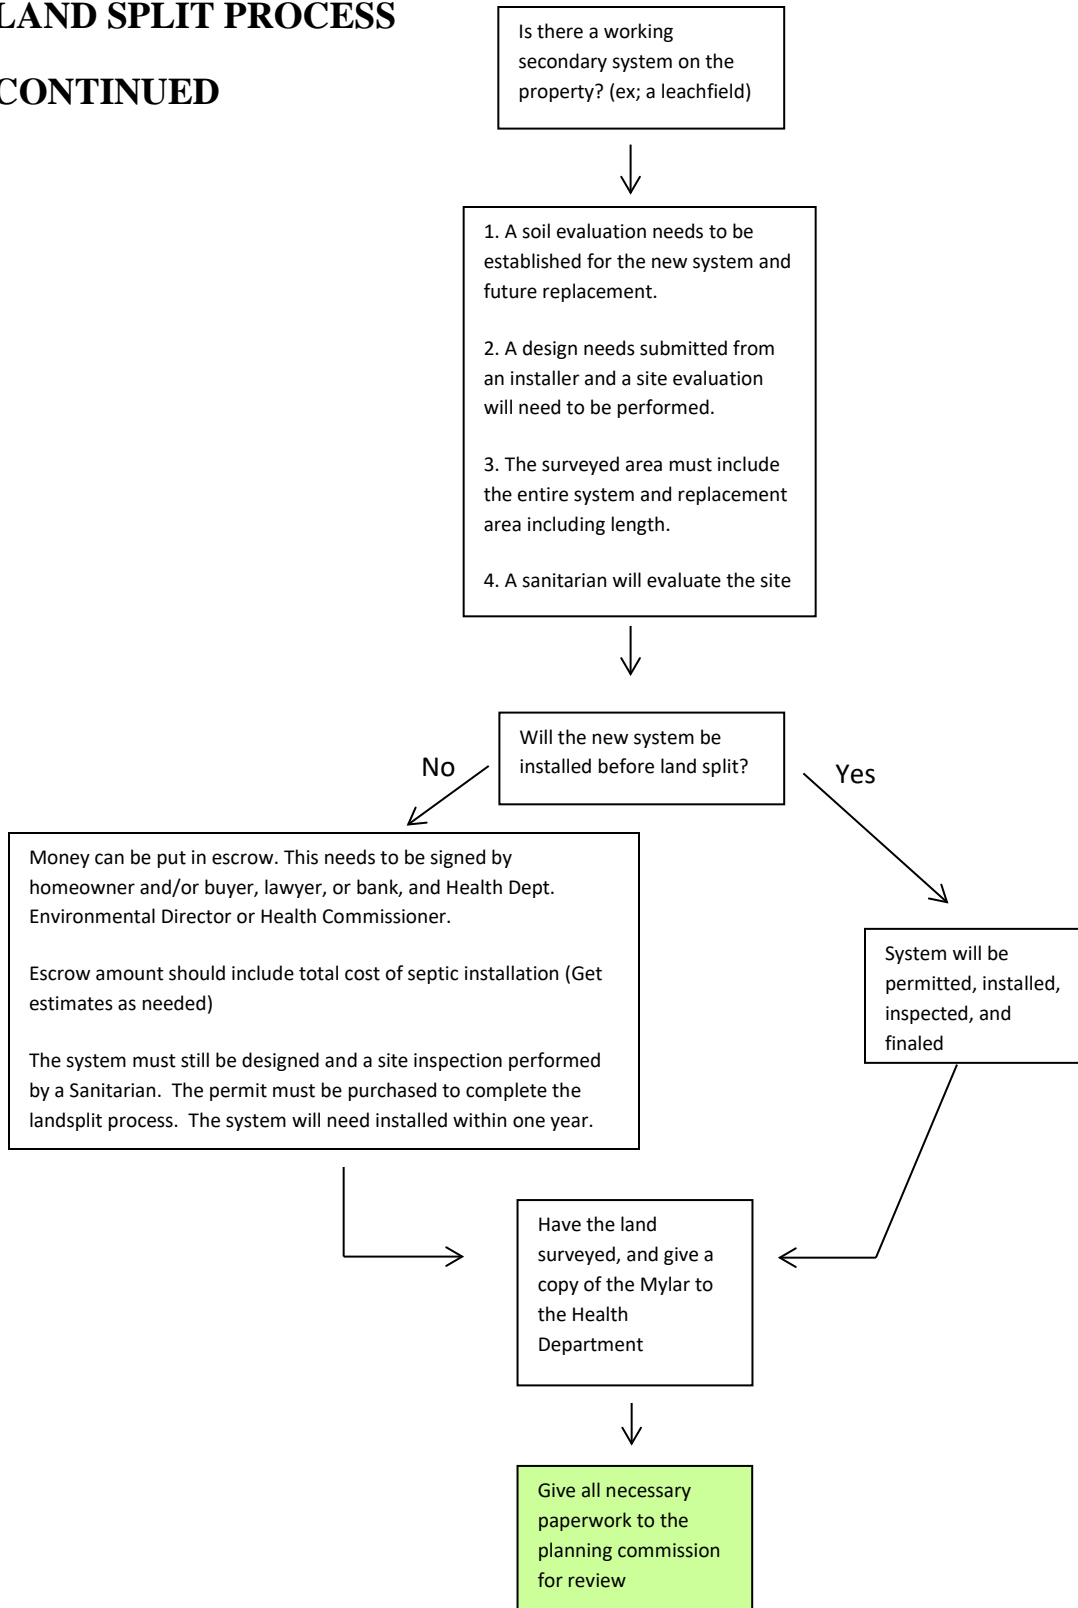 LAND SPLIT PROCESS
CONTINUED
Is there a working
secondary system on the
property? (ex; a leachfield)
1. A soil evaluation needs to be
established for the new system and
future replacement.
2. A design needs submitted from
an installer and a site evaluation
will need to be performed.
3. The surveyed area must include
the entire system and replacement
area including length.
4. A sanitarian will evaluate the site
Will the new system be
installed before land split?
No
Yes
Money can be put in escrow. This needs to be signed by
homeowner and/or buyer, lawyer, or bank, and Health Dept.
Environmental Director or Health Commissioner.
Escrow amount should include total cost of septic installation (Get
estimates as needed)
The system must still be designed and a site inspection performed
by a Sanitarian.  The permit must be purchased to complete the
landsplit process.  The system will need installed within one year.
System will be
permitted, installed,
inspected, and
finaled
Have the land
surveyed, and give a
copy of the Mylar to
the Health
Department
Give all necessary
paperwork to the
planning commission
for review